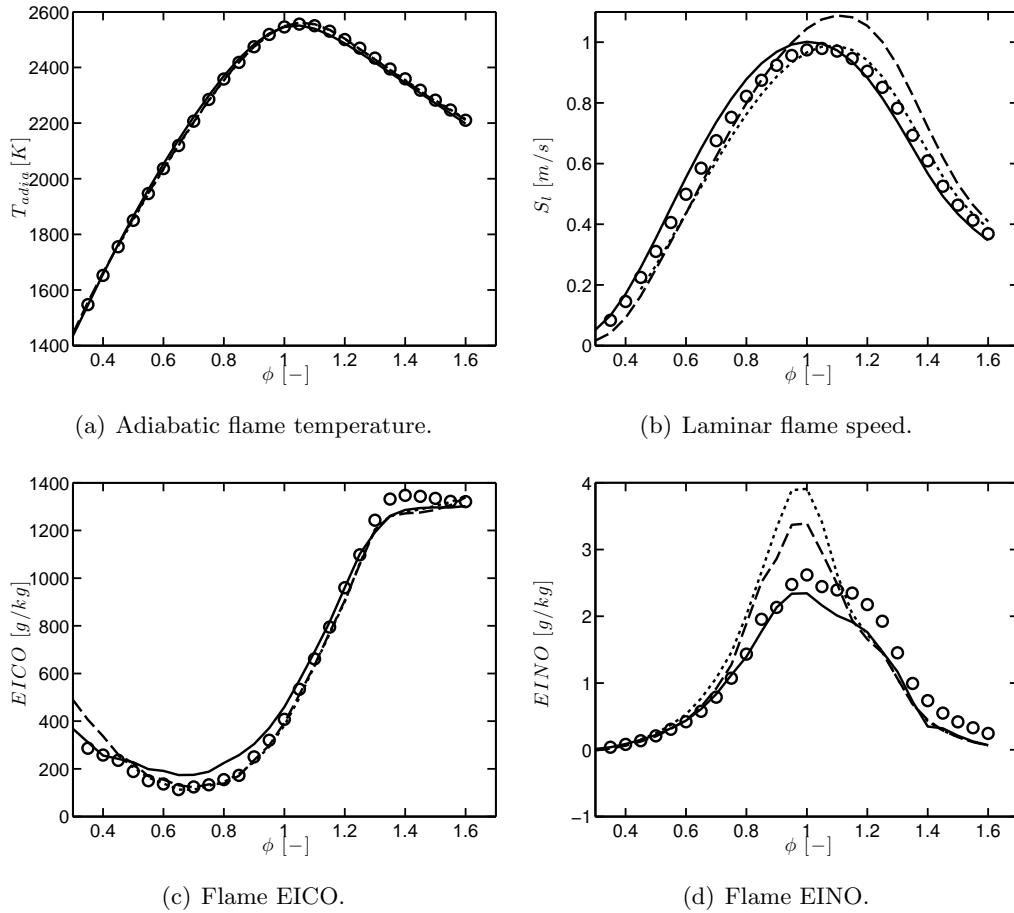 2600
2400
2200
2000
1800
1600
1400
T_adia [K]
0.4 0.6 0.8 1 1.2 1.4 1.6
ϕ [−]
(a) Adiabatic flame temperature.
1
0.8
0.6
0.4
0.2
0
S_l [m/s]
0.4 0.6 0.8 1 1.2 1.4 1.6
ϕ [−]
(b) Laminar flame speed.
1400
1200
1000
800
600
400
200
0
EICO [g/kg]
0.4 0.6 0.8 1 1.2 1.4 1.6
ϕ [−]
(c) Flame EICO.
4
3
2
1
0
−1
EINO [g/kg]
0.4 0.6 0.8 1 1.2 1.4 1.6
ϕ [−]
(d) Flame EINO.